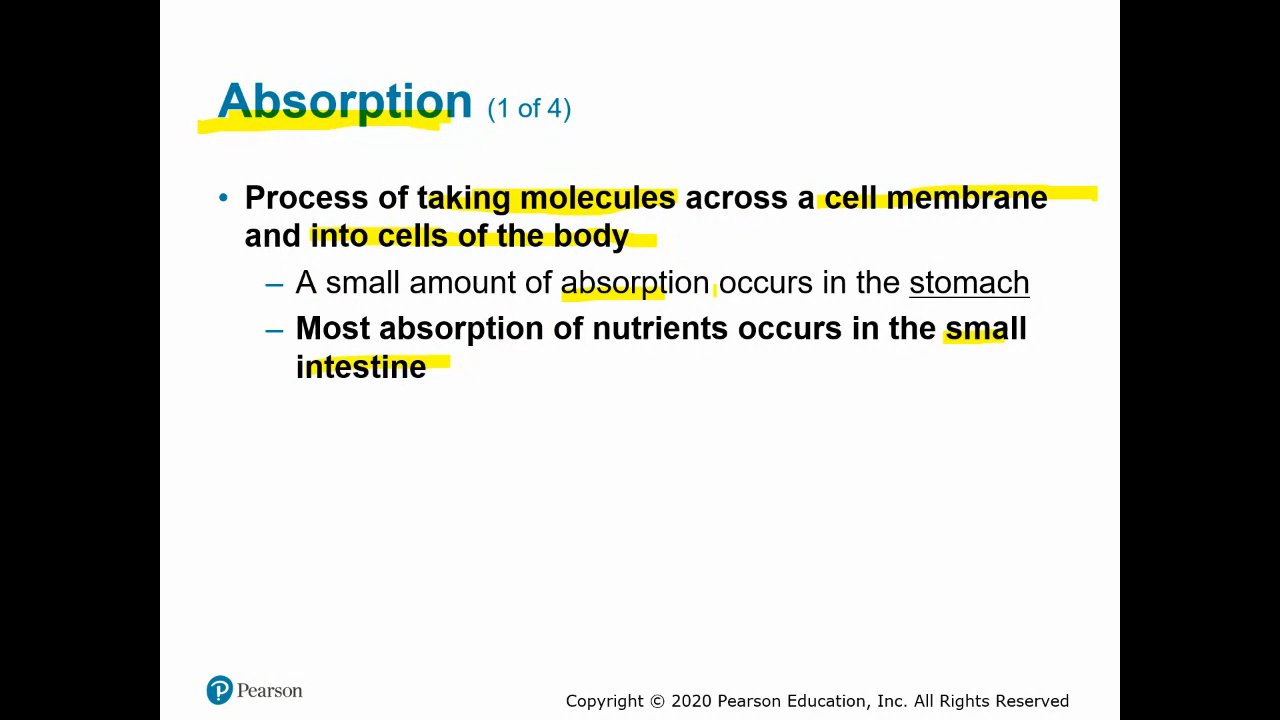 Absorption (1 of 4)
• Process of taking molecules across a cell membrane
and into cells of the body
– A small amount of absorption occurs in the stomach
– Most absorption of nutrients occurs in the small
intestine
Pearson
Copyright © 2020 Pearson Education, Inc. All Rights Reserved